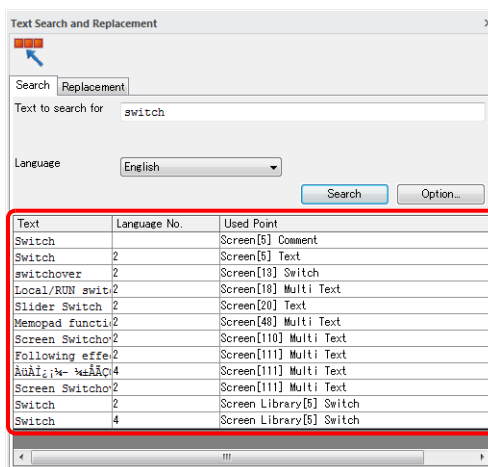 Text Search and Replacement
Search Replacement
Text to search for switch
Language English
Search Option...
Text Language No. Used Point
Switch Screen[5] Comment
Switch 2 Screen[5] Text
switchover 2 Screen[13] Switch
Local/RUN swit 2 Screen[18] Multi Text
Slider Switch 2 Screen[20] Text
Memopad functi 2 Screen[48] Multi Text
Screen Switcho 2 Screen[110] Multi Text
Following effe 2 Screen[111] Multi Text
4 Screen[111] Multi Text
Screen Switcho 2 Screen[111] Multi Text
Switch 2 Screen Library[5] Switch
Switch 4 Screen Library[5] Switch